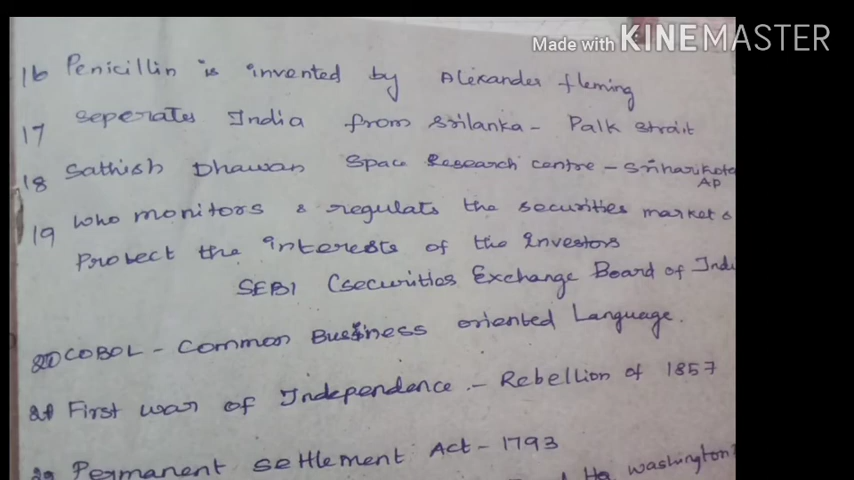 Made with KINEMASTER
16 Penicillin is invented by Alexander fleming
17 seperates India from Srilanka - Palk strait
18 Sathish Dhawan Space Research centre - Sriharikota
AP
19 who monitors & regulats the securities market &
Protect the interests of the Investors
SEBI (securities Exchange Board of Indi
20 COBOL - Common Business oriented Language.
21 First war of Independence - Rebellion of 1857
22 Permanent settlement Act - 1793
Hq washington?